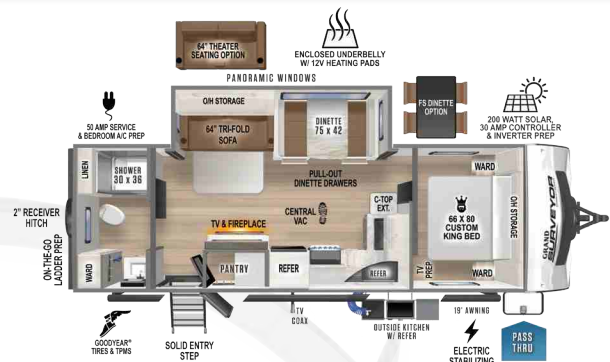 64" THEATER
SEATING OPTION
ENCLOSED UNDERBELLY
W/ 12V HEATING PADS
PANORAMIC WINDOWS
50 AMP SERVICE
& BEDROOM A/C PREP
O/H STORAGE
64" TRI-FOLD
SOFA
DINETTE
75 X 42
FS DINETTE
OPTION
200 WATT SOLAR,
30 AMP CONTROLLER
& INVERTER PREP
LINEN
SHOWER
30 X 36
PULL-OUT
DINETTE DRAWERS
WARD
2" RECEIVER
HITCH
ON-THE-GO
LADDER PREP
C-TOP
EXT.
66 X 80
CUSTOM
KING BED
O/H STORAGE
GRAND
SURVEYOR
TV & FIREPLACE
CENTRAL
VAC
WARD
PANTRY
REFER
REFER
TV
PREP
WARD
GOODYEAR®
TIRES & TPMS
SOLID ENTRY
STEP
TV
COAX
OUTSIDE KITCHEN
W/ REFER
19' AWNING
ELECTRIC
STABILIZING
PASS
THRU